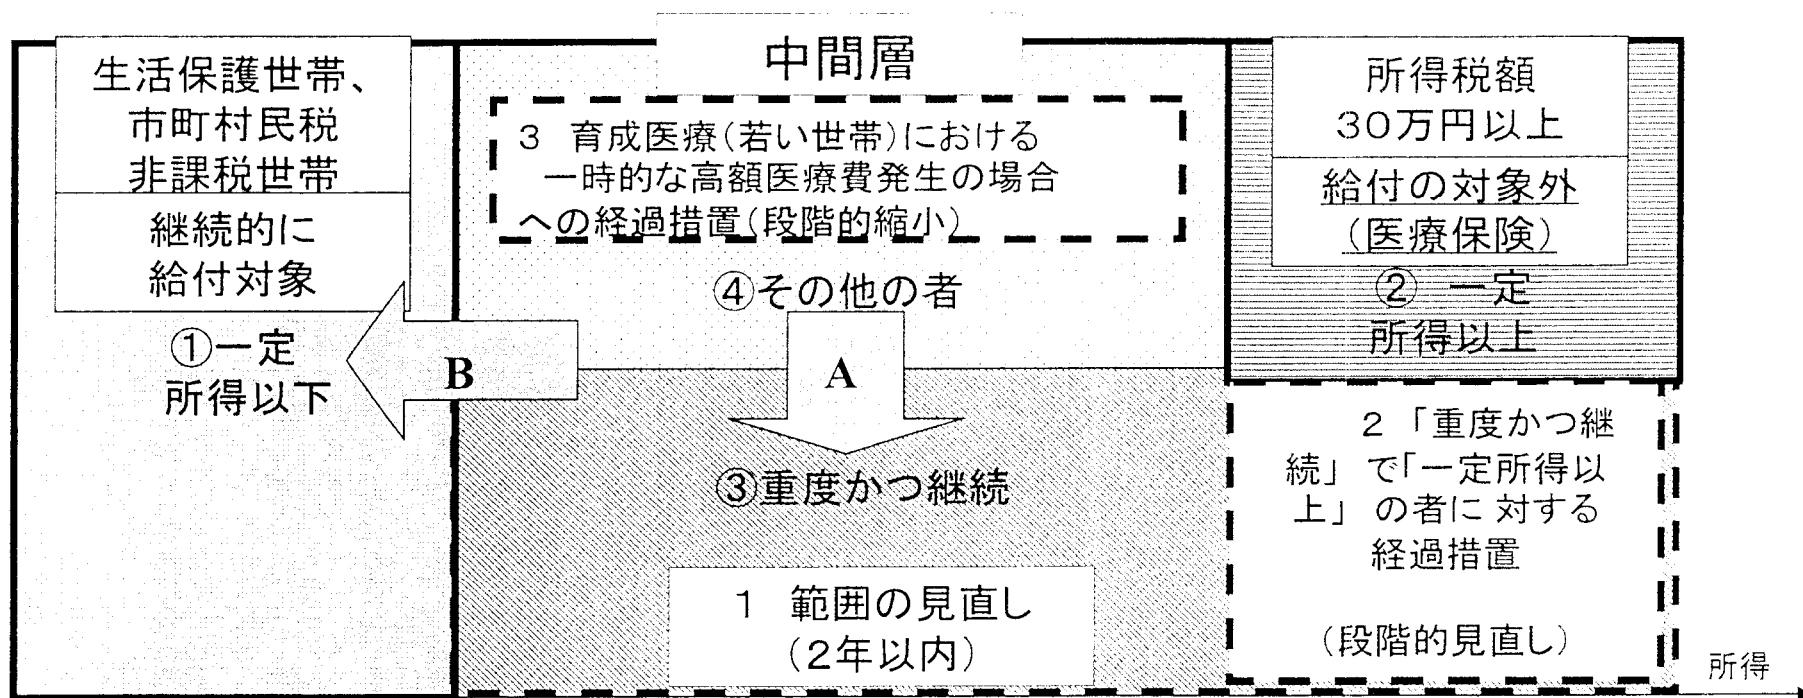 生活保護世帯、
市町村民税
非課税世帯
継続的に
給付対象
①一定
所得以下
B
中間層
3 育成医療(若い世帯)における
一時的な高額医療費発生の場合
への経過措置(段階的縮小)
④その他の者
A
③重度かつ継続
1 範囲の見直し
(2年以内)
所得税額
30万円以上
給付の対象外
(医療保険)
② 一定
所得以上
2 「重度かつ継
続」で「一定所得以
上」の者に対する
経過措置
(段階的見直し)
所得